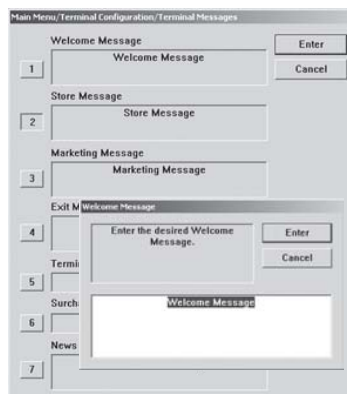 Main Menu/Terminal Configuration/Terminal Messages
Welcome Message
Enter
1
Welcome Message
Cancel
Store Message
2
Store Message
Marketing Message
3
Marketing Message
Exit M
Welcome Message
4
Enter the desired Welcome
Message.
Enter
Cancel
Termi
5
Welcome Message
Surch
6
News
7